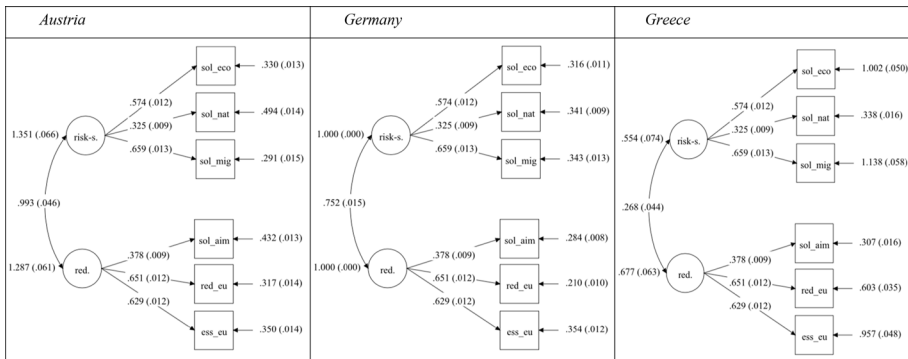 Austria
Germany
Greece
sol_eco
.330 (.013)
.574 (.012)
sol_nat
.494 (.014)
.325 (.009)
1.351 (.066)
risk-s.
.659 (.013)
sol_mig
.291 (.015)
.993 (.046)
sol_aim
.432 (.013)
.378 (.009)
1.287 (.061)
red.
.651 (.012)
red_eu
.317 (.014)
.629 (.012)
ess_eu
.350 (.014)
sol_eco
.316 (.011)
.574 (.012)
sol_nat
.341 (.009)
.325 (.009)
1.000 (.000)
risk-s.
.659 (.013)
sol_mig
.343 (.013)
.752 (.015)
sol_aim
.284 (.008)
.378 (.009)
1.000 (.000)
red.
.651 (.012)
red_eu
.210 (.010)
.629 (.012)
ess_eu
.354 (.012)
sol_eco
1.002 (.050)
.574 (.012)
sol_nat
.338 (.016)
.325 (.009)
.554 (.074)
risk-s.
.659 (.013)
sol_mig
1.138 (.058)
.268 (.044)
sol_aim
.307 (.016)
.378 (.009)
.677 (.063)
red.
.651 (.012)
red_eu
.603 (.035)
.629 (.012)
ess_eu
.957 (.048)